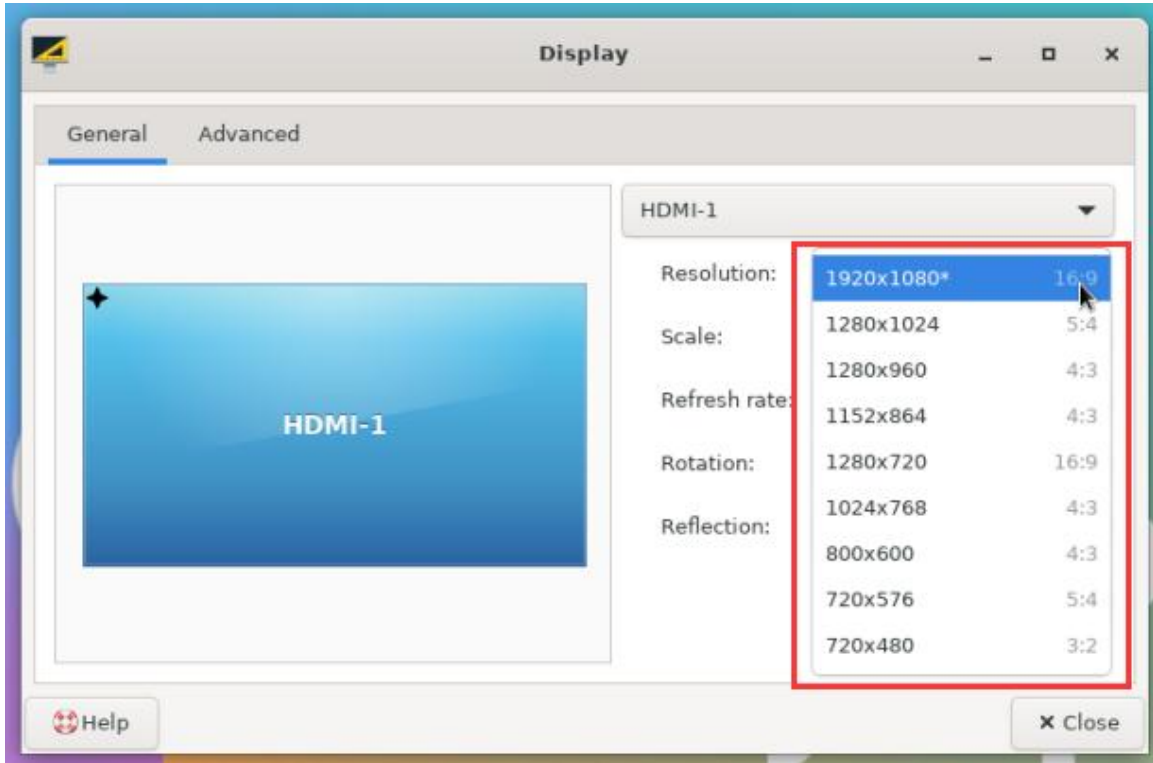 Display
General Advanced
HDMI-1
HDMI-1
Resolution:
Scale:
Refresh rate:
Rotation:
Reflection:
1920x1080* 16:9
1280x1024 5:4
1280x960 4:3
1152x864 4:3
1280x720 16:9
1024x768 4:3
800x600 4:3
720x576 5:4
720x480 3:2
Help
Close